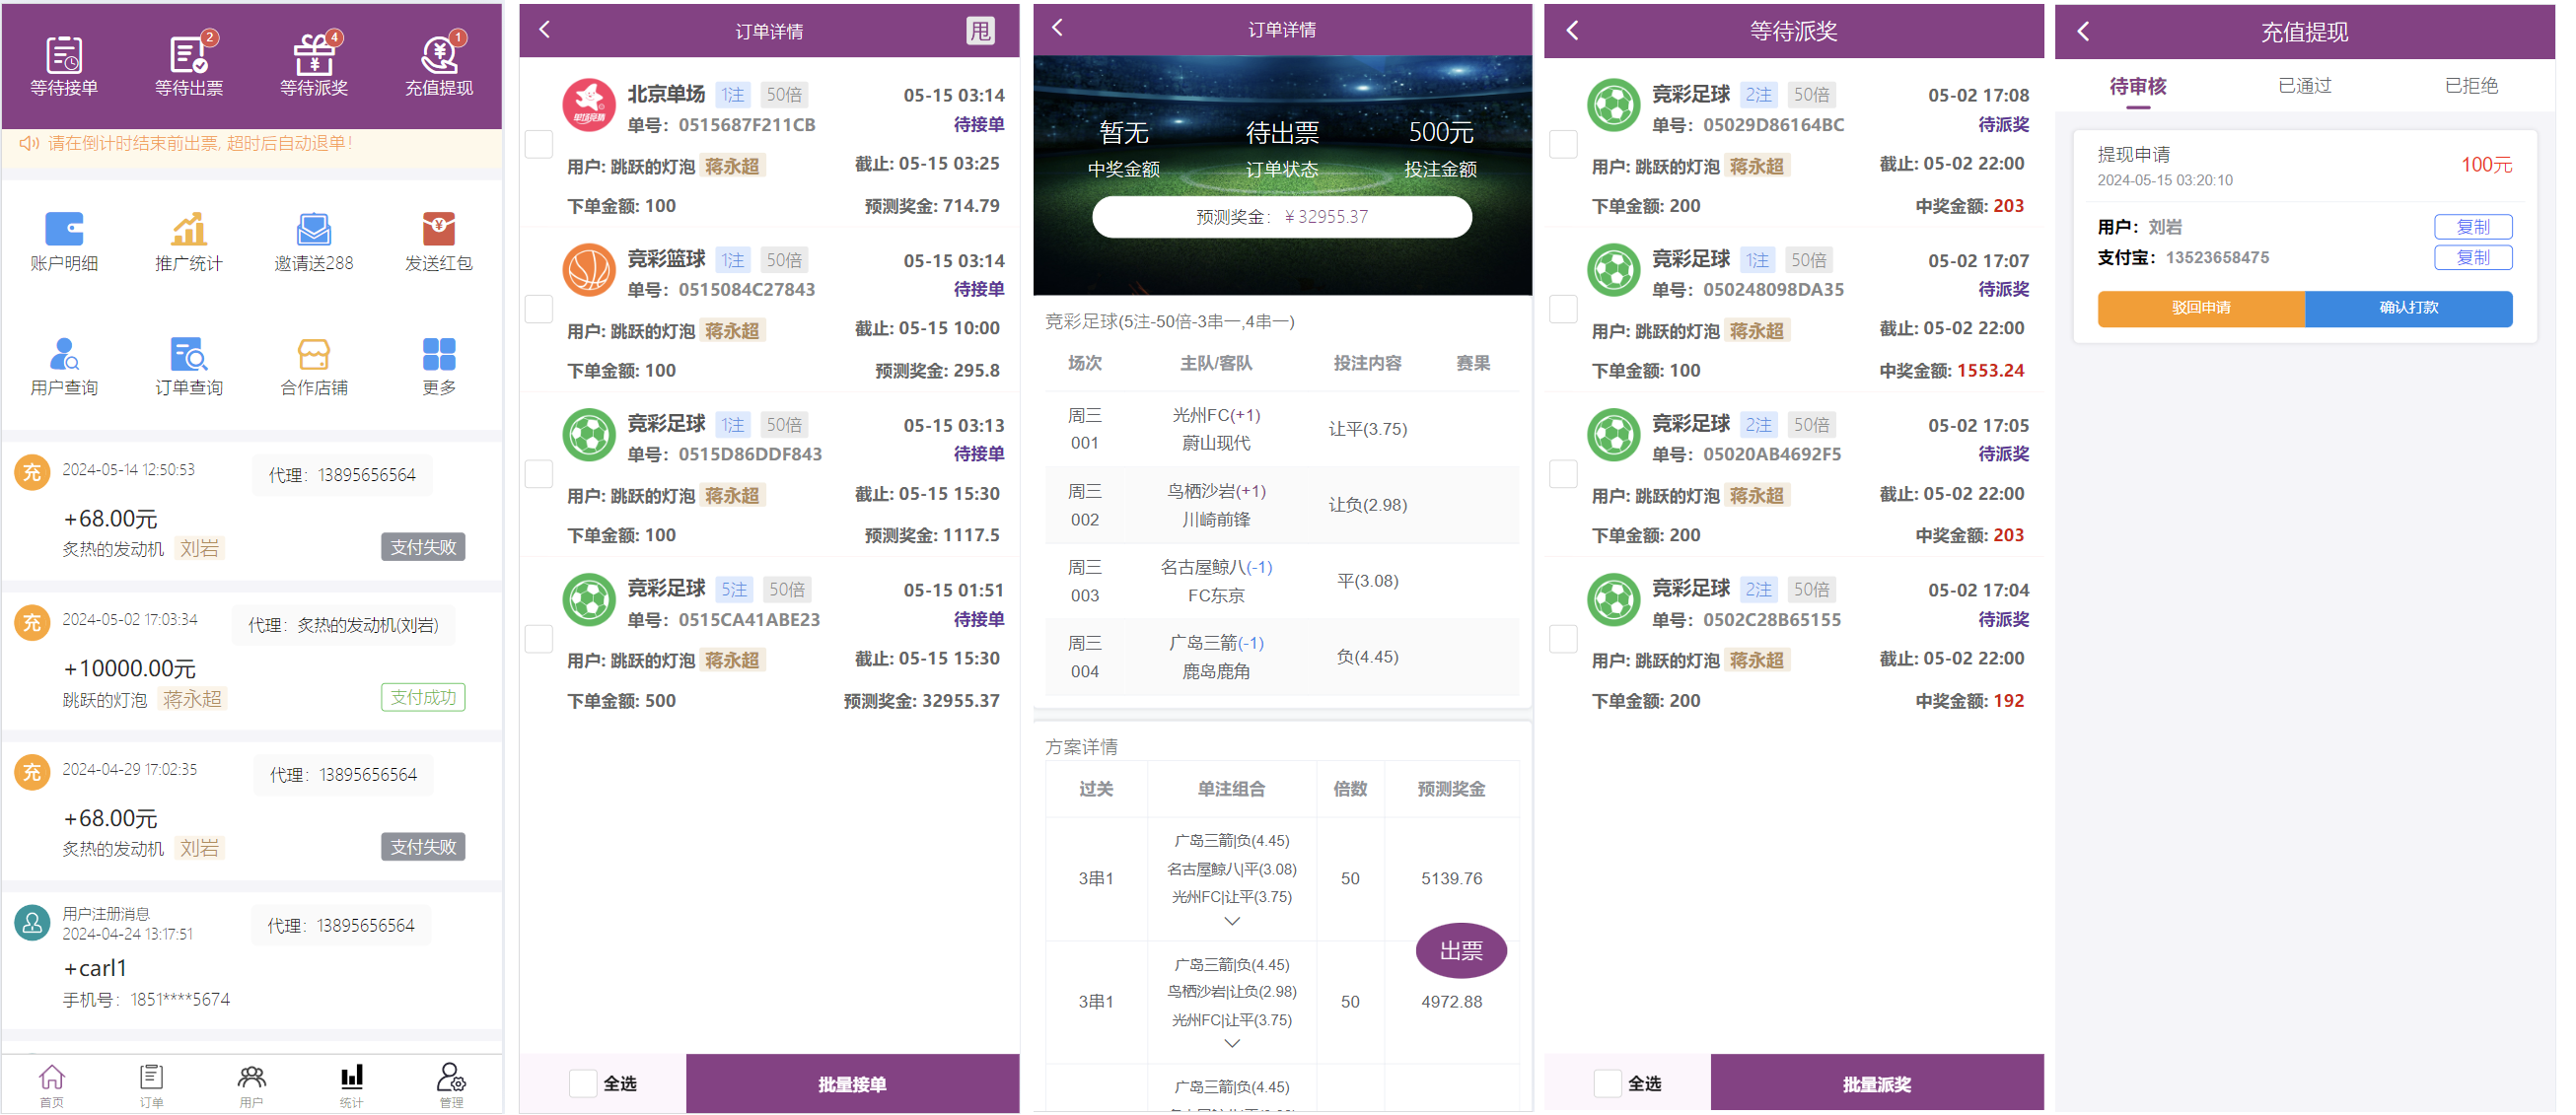 2
4
1
等待接单
等待出票
等待派奖
充值提现
请在倒计时结束前出票, 超时后自动退单!
账户明细
推广统计
邀请送288
发送红包
用户查询
订单查询
合作店铺
更多
充
2024-05-14 12:50:53
代理：13895656564
+68.00元
炙热的发动机 刘岩
支付失败
充
2024-05-02 17:03:34
代理：炙热的发动机(刘岩)
+10000.00元
跳跃的灯泡 蒋永超
支付成功
充
2024-04-29 17:02:35
代理：13895656564
+68.00元
炙热的发动机 刘岩
支付失败
用户注册消息
2024-04-24 13:17:51
代理：13895656564
+carl1
手机号：1851****5674
首页
订单
用户
统计
管理
订单详情
甩
单场竞猜
北京单场 1注 50倍
05-15 03:14
单号：0515687F211CB
待接单
用户: 跳跃的灯泡 蒋永超
截止: 05-15 03:25
下单金额: 100
预测奖金: 714.79
竞彩篮球 1注 50倍
05-15 03:14
单号：0515084C27843
待接单
用户: 跳跃的灯泡 蒋永超
截止: 05-15 10:00
下单金额: 100
预测奖金: 295.8
竞彩足球 1注 50倍
05-15 03:13
单号：0515D86DDF843
待接单
用户: 跳跃的灯泡 蒋永超
截止: 05-15 15:30
下单金额: 100
预测奖金: 1117.5
竞彩足球 5注 50倍
05-15 01:51
单号：0515CA41ABE23
待接单
用户: 跳跃的灯泡 蒋永超
截止: 05-15 15:30
下单金额: 500
预测奖金: 32955.37
全选
批量接单
订单详情
暂无
待出票
500元
中奖金额
订单状态
投注金额
预测奖金：￥32955.37
竞彩足球(5注-50倍-3串一,4串一)
场次
主队/客队
投注内容
赛果
周三
001
光州FC(+1)
蔚山现代
让平(3.75)
周三
002
鸟栖沙岩(+1)
川崎前锋
让负(2.98)
周三
003
名古屋鲸八(-1)
FC东京
平(3.08)
周三
004
广岛三箭(-1)
鹿岛鹿角
负(4.45)
方案详情
过关
单注组合
倍数
预测奖金
3串1
广岛三箭|负(4.45)
名古屋鲸八|平(3.08)
光州FC|让平(3.75)
50
5139.76
出票
3串1
广岛三箭|负(4.45)
鸟栖沙岩|让负(2.98)
光州FC|让平(3.75)
50
4972.88
广岛三箭|负(4.45)
等待派奖
竞彩足球 2注 50倍
05-02 17:08
单号：05029D86164BC
待派奖
用户: 跳跃的灯泡 蒋永超
截止: 05-02 22:00
下单金额: 200
中奖金额: 203
竞彩足球 1注 50倍
05-02 17:07
单号：050248098DA35
待派奖
用户: 跳跃的灯泡 蒋永超
截止: 05-02 22:00
下单金额: 100
中奖金额: 1553.24
竞彩足球 2注 50倍
05-02 17:05
单号：05020AB4692F5
待派奖
用户: 跳跃的灯泡 蒋永超
截止: 05-02 22:00
下单金额: 200
中奖金额: 203
竞彩足球 2注 50倍
05-02 17:04
单号：0502C28B65155
待派奖
用户: 跳跃的灯泡 蒋永超
截止: 05-02 22:00
下单金额: 200
中奖金额: 192
全选
批量派奖
充值提现
待审核
已通过
已拒绝
提现申请
2024-05-15 03:20:10
100元
用户：刘岩
复制
支付宝：13523658475
复制
驳回申请
确认打款